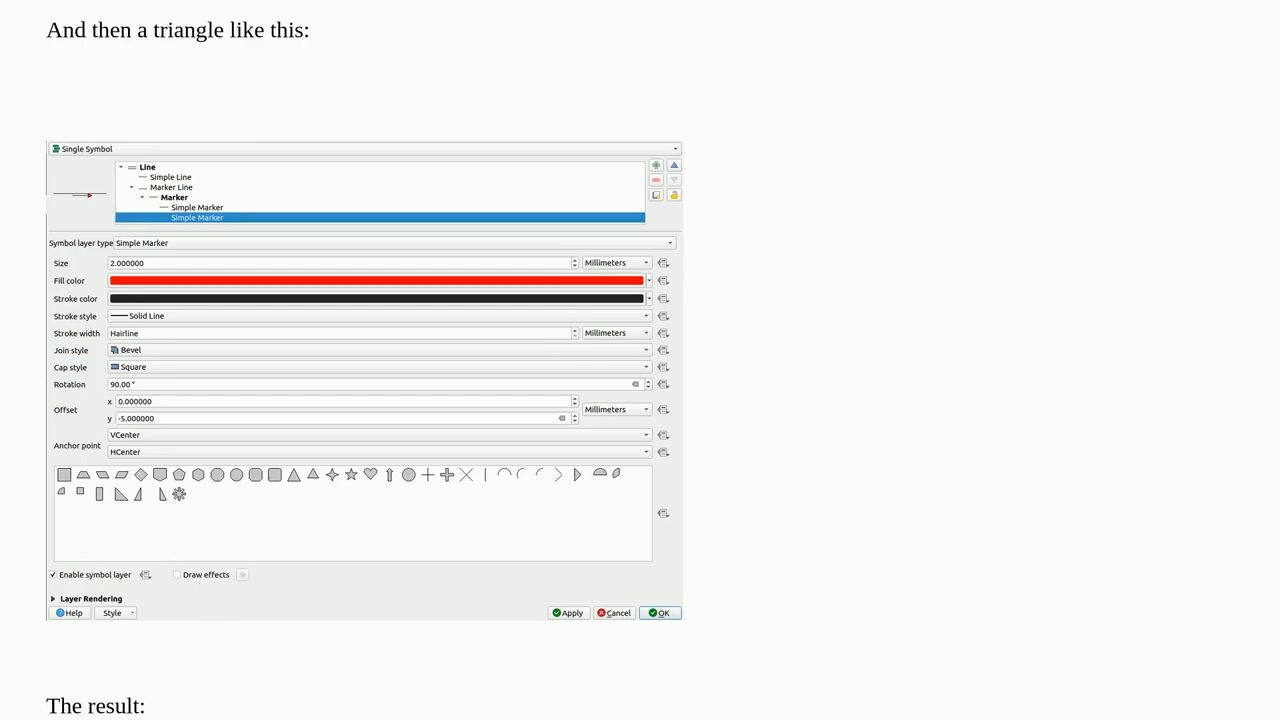 And then a triangle like this:
Single Symbol
Line
Simple Line
Marker Line
Marker
Simple Marker
Simple Marker
Symbol layer type Simple Marker
Size 2.000000 Millimeters
Fill color
Stroke color
Stroke style Solid Line
Stroke width Hairline Millimeters
Join style Bevel
Cap style Square
Rotation 90.00 °
Offset x 0.000000 Millimeters
y -5.000000
Anchor point VCenter
HCenter
Enable symbol layer Draw effects
Layer Rendering
Help Style Apply Cancel OK
The result: